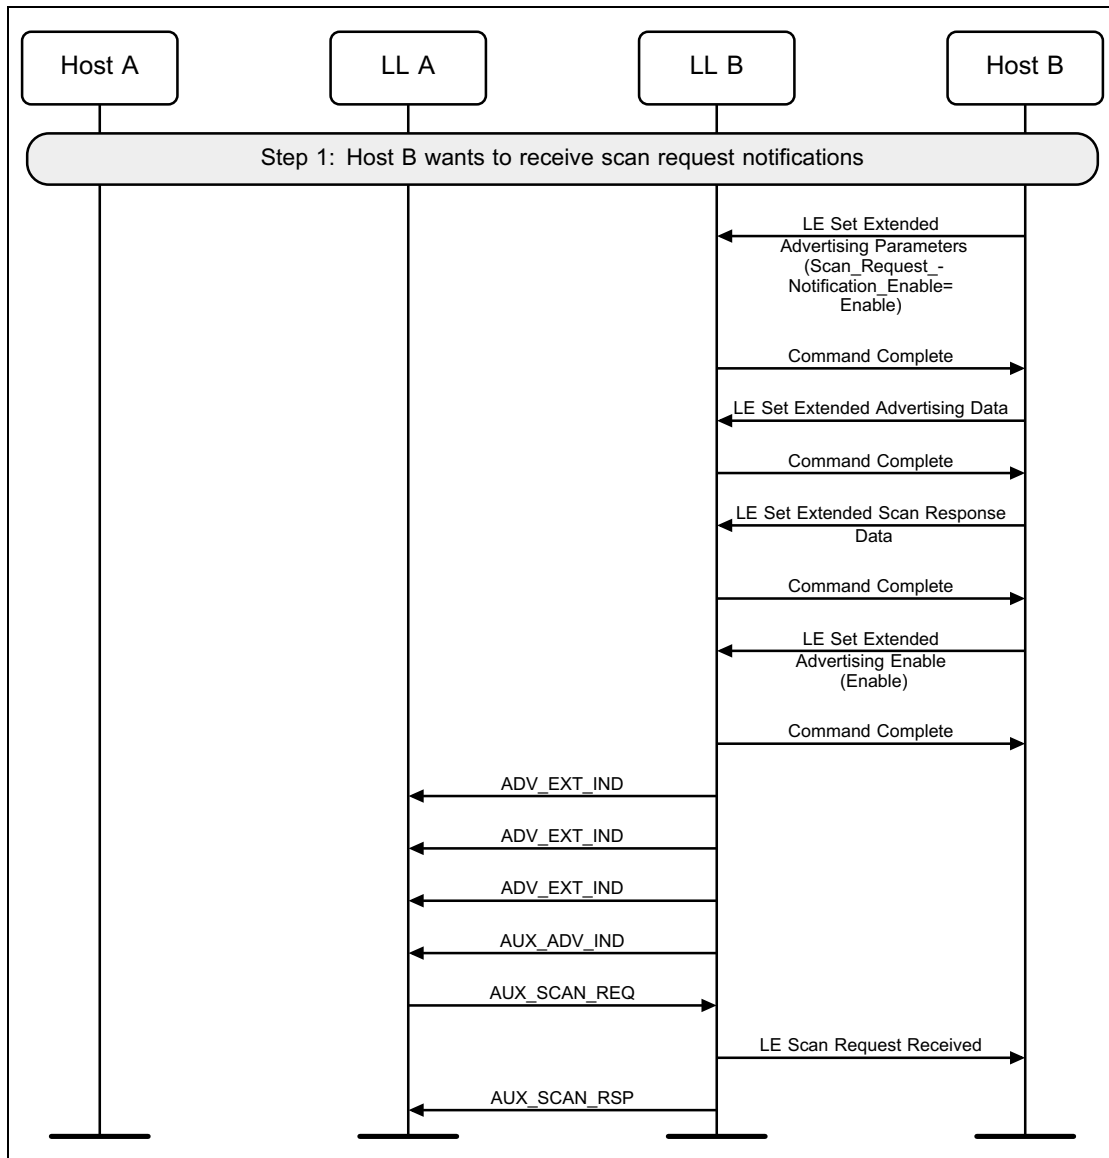 Host A
LL A
LL B
Host B
Step 1: Host B wants to receive scan request notifications
LE Set Extended
Advertising Parameters
(Scan_Request_-
Notification_Enable=
Enable)
Command Complete
LE Set Extended Advertising Data
Command Complete
LE Set Extended Scan Response
Data
Command Complete
LE Set Extended
Advertising Enable
(Enable)
Command Complete
ADV_EXT_IND
ADV_EXT_IND
ADV_EXT_IND
AUX_ADV_IND
AUX_SCAN_REQ
LE Scan Request Received
AUX_SCAN_RSP